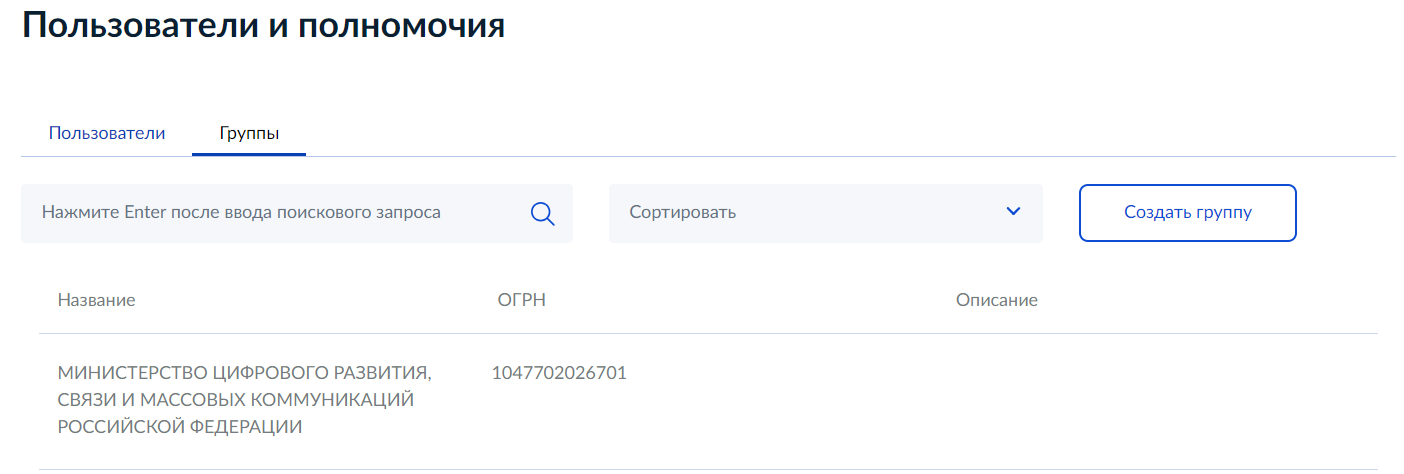 Пользователи и полномочия
Пользователи
Группы
Нажмите Enter после ввода поискового запроса
Сортировать
Создать группу
Название
ОГРН
Описание
МИНИСТЕРСТВО ЦИФРОВОГО РАЗВИТИЯ,
СВЯЗИ И МАССОВЫХ КОММУНИКАЦИЙ
РОССИЙСКОЙ ФЕДЕРАЦИИ
1047702026701